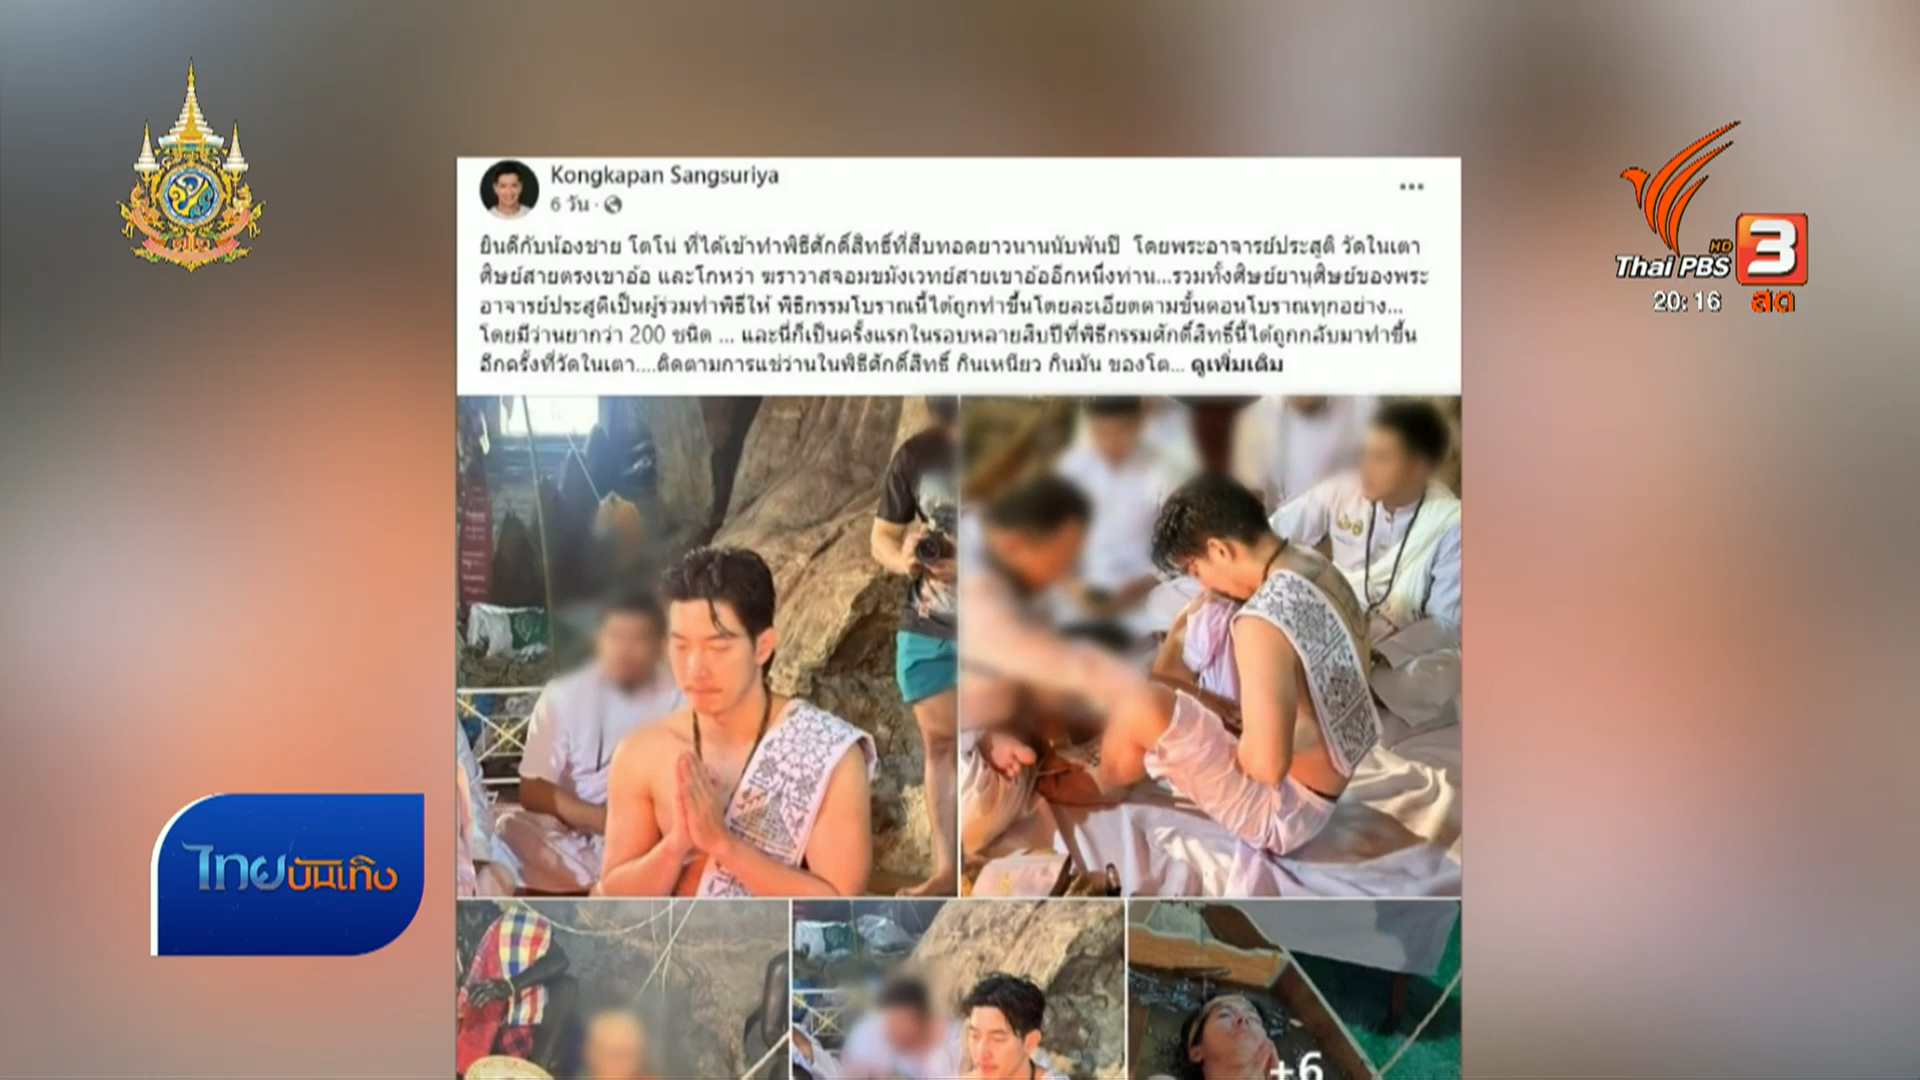 Kongkapan Sangsuriya
6 วัน ·
ยินดีกับน้องชาย โตโน่ ที่ได้เข้าทำพิธีศักดิ์สิทธิ์ที่สืบทอดยาวนานนับพันปี โดยพระอาจารย์ประสูติ วัดในเตา
ศิษย์สายตรงเขาอ้อ และโกหว่า ฆราวาสจอมขมังเวทย์สายเขาอ้ออีกหนึ่งท่าน...รวมทั้งศิษย์ยานุศิษย์ของพระ
อาจารย์ประสูติเป็นผู้ร่วมทำพิธีให้ พิธีกรรมโบราณนี้ได้ถูกทำขึ้นโดยละเอียดตามขั้นตอนโบราณทุกอย่าง...
โดยมีว่านยากว่า 200 ชนิด ... และนี่ก็เป็นครั้งแรกในรอบหลายสิบปีที่พิธีกรรมศักดิ์สิทธิ์นี้ได้ถูกกลับมาทำขึ้น
อีกครั้งที่วัดในเตา....ติดตามการแช่ว่านในพิธีศักดิ์สิทธิ์ กินเหนียว กินมัน ของโต... ดูเพิ่มเติม
HD
Thai PBS 3
20:16 สด
ไทยบันเทิง
+6